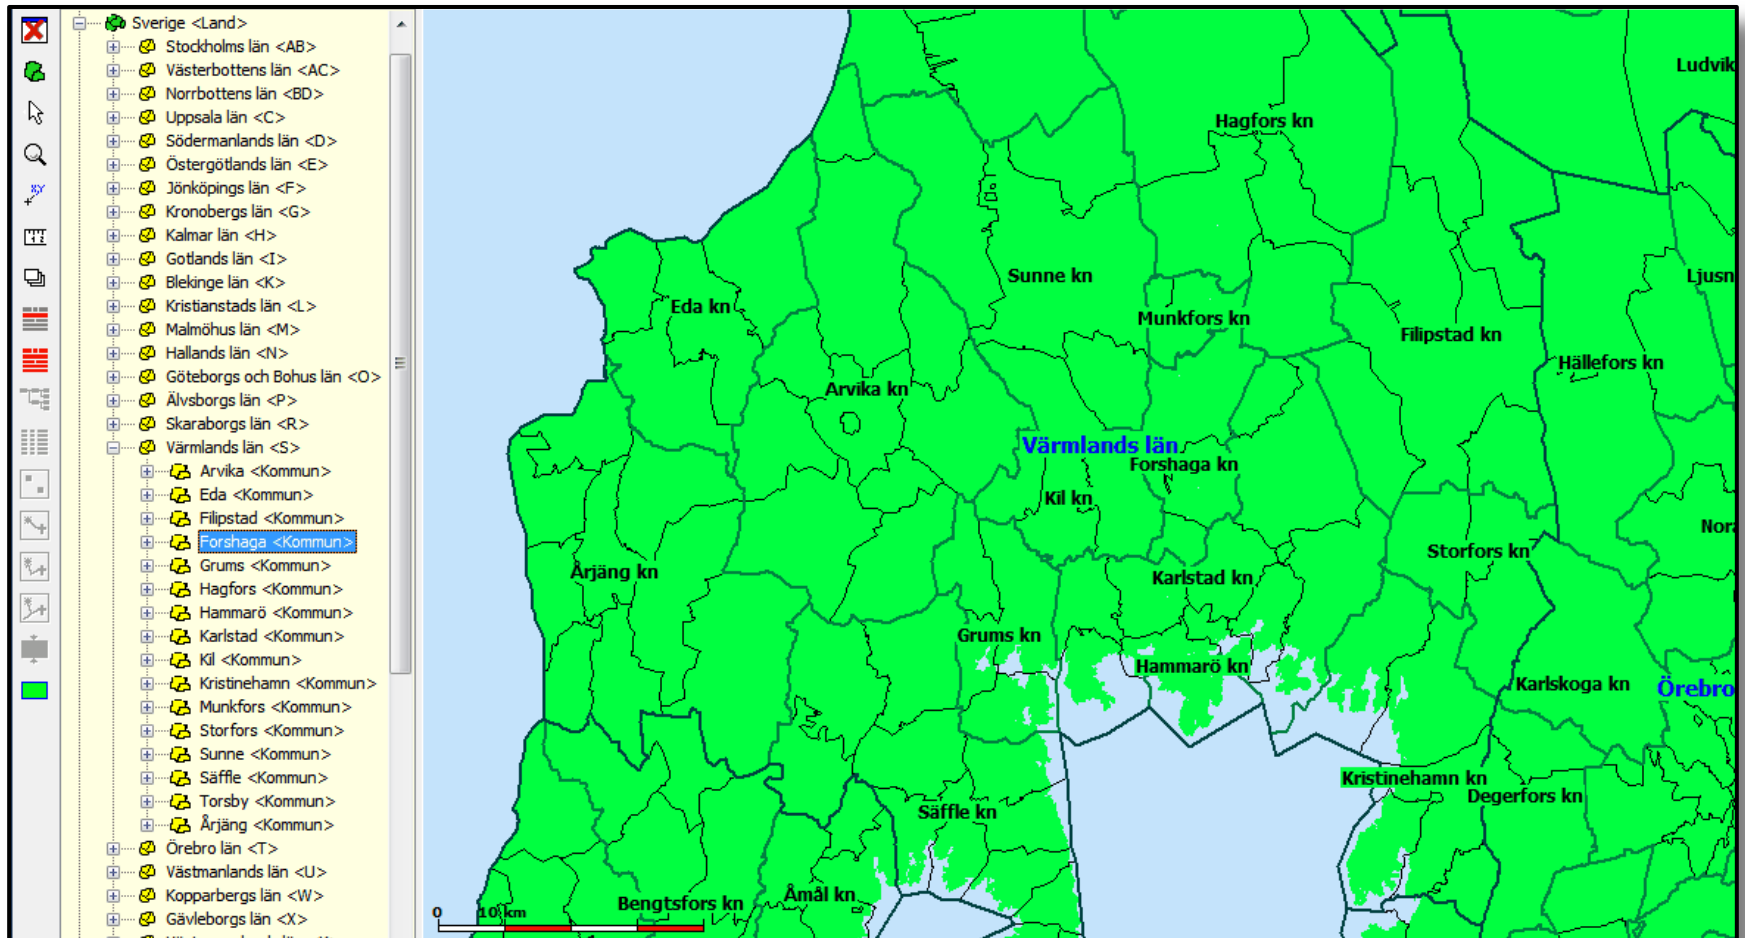 Sverige <Land>
Stockholms län <AB>
Västerbottens län <AC>
Norrbottens län <BD>
Uppsala län <C>
Södermanlands län <D>
Östergötlands län <E>
Jönköpings län <F>
Kronobergs län <G>
Kalmar län <H>
Gotlands län <I>
Blekinge län <K>
Kristianstads län <L>
Malmöhus län <M>
Hallands län <N>
Göteborgs och Bohus län <O>
Älvsborgs län <P>
Skaraborgs län <R>
Värmlands län <S>
Arvika <Kommun>
Eda <Kommun>
Filipstad <Kommun>
Forshaga <Kommun>
Grums <Kommun>
Hagfors <Kommun>
Hammarö <Kommun>
Karlstad <Kommun>
Kil <Kommun>
Kristinehamn <Kommun>
Munkfors <Kommun>
Storfors <Kommun>
Sunne <Kommun>
Säffle <Kommun>
Torsby <Kommun>
Årjäng <Kommun>
Örebro län <T>
Västmanlands län <U>
Kopparbergs län <W>
Gävleborgs län <X>
Ludvik
Hagfors kn
Sunne kn
Ljusn
Eda kn
Munkfors kn
Filipstad kn
Hällefors kn
Arvika kn
Värmlands län
Forshaga kn
Kil kn
Nora
Storfors kn
Årjäng kn
Karlstad kn
Grums kn
Hammarö kn
Karlskoga kn
Örebro
Kristinehamn kn
Degerfors kn
Säffle kn
Åmål kn
Bengtsfors kn
0 10 km